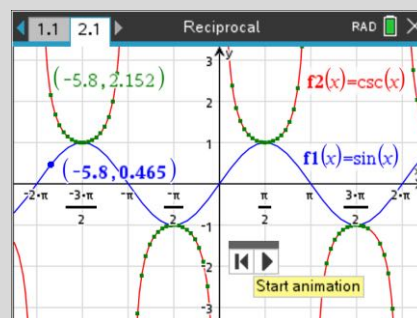 1.1 2.1 Reciprocal RAD
y
3
(-5.8, 2.152) f2(x)=csc(x)
2
1
(-5.8, 0.465) f1(x)=sin(x)
-2·π -3·π/2 -π -π/2 π/2 π 3·π/2 2·π
-1
-2
Start animation
-3